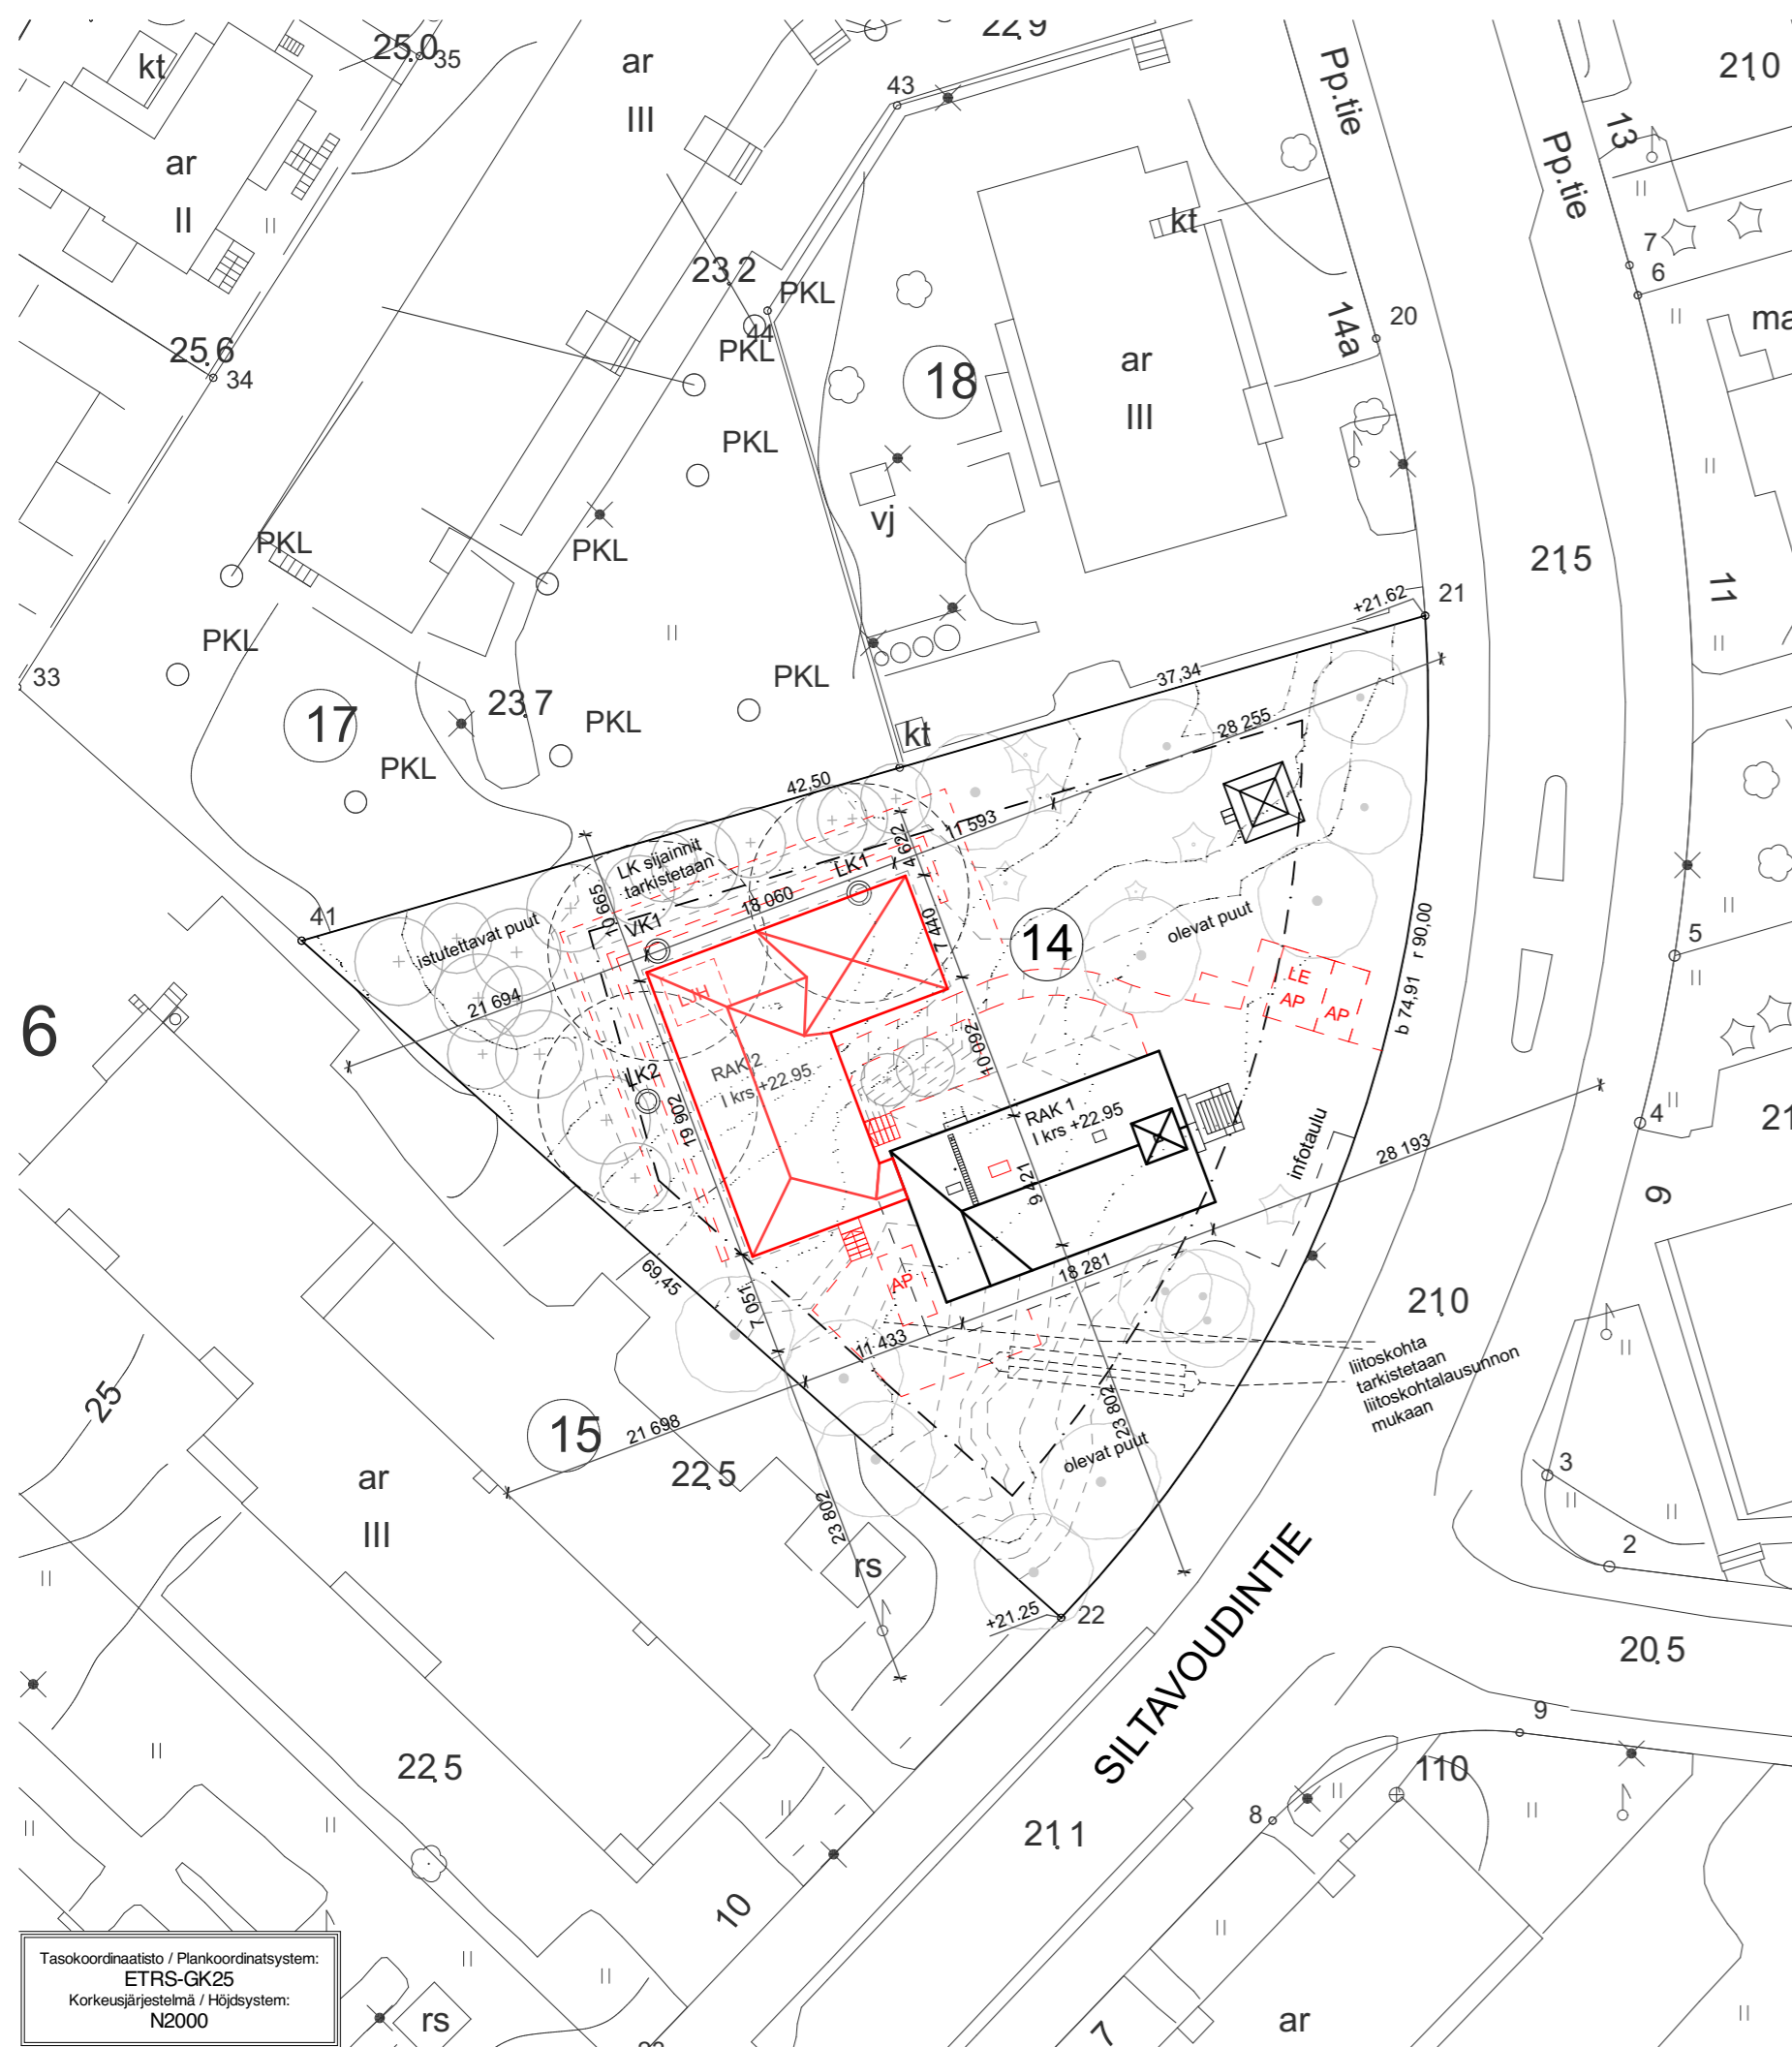 kt
25.0
35
ar
III
22.9
43
Pp.tie
Pp.tie
13
21.0
ar
II
kt
7
6
23.2
PKL
44
PKL
14a
20
25.6
34
18
ar
III
PKL
vj
PKL
PKL
21.5
11
+21.62
21
PKL
33
17
23.7
PKL
PKL
PKL
kt
37,34
28 255
42,50
11 593
4 622
LK sijainnit
tarkistetaan
LK1
18 060
10 665
VK1
7 440
41
istutettavat puut
21 694
14
olevat puut
LJH
LE
AP
AP
b 74,91 r 90,00
5
6
RAK 2
I krs +22.95
LK2
19 902
10 092
RAK 1
I krs +22.95
9 421
infotaulu
28 193
4
9
69,45
7 051
AP
18 281
11 433
21.0
liitoskohta
tarkistetaan
liitoskohtalausunnon
mukaan
25
15
21 698
22.5
23 802
23 802
olevat puut
3
2
ar
III
rs
+21.25
22
SILTAVOUDINTIE
20.5
9
22.5
110
8
21.1
10
7
ar
rs
Tasokoordinaatisto / Plankoordinatsystem:
ETRS-GK25
Korkeusjärjestelmä / Höjdsystem:
N2000